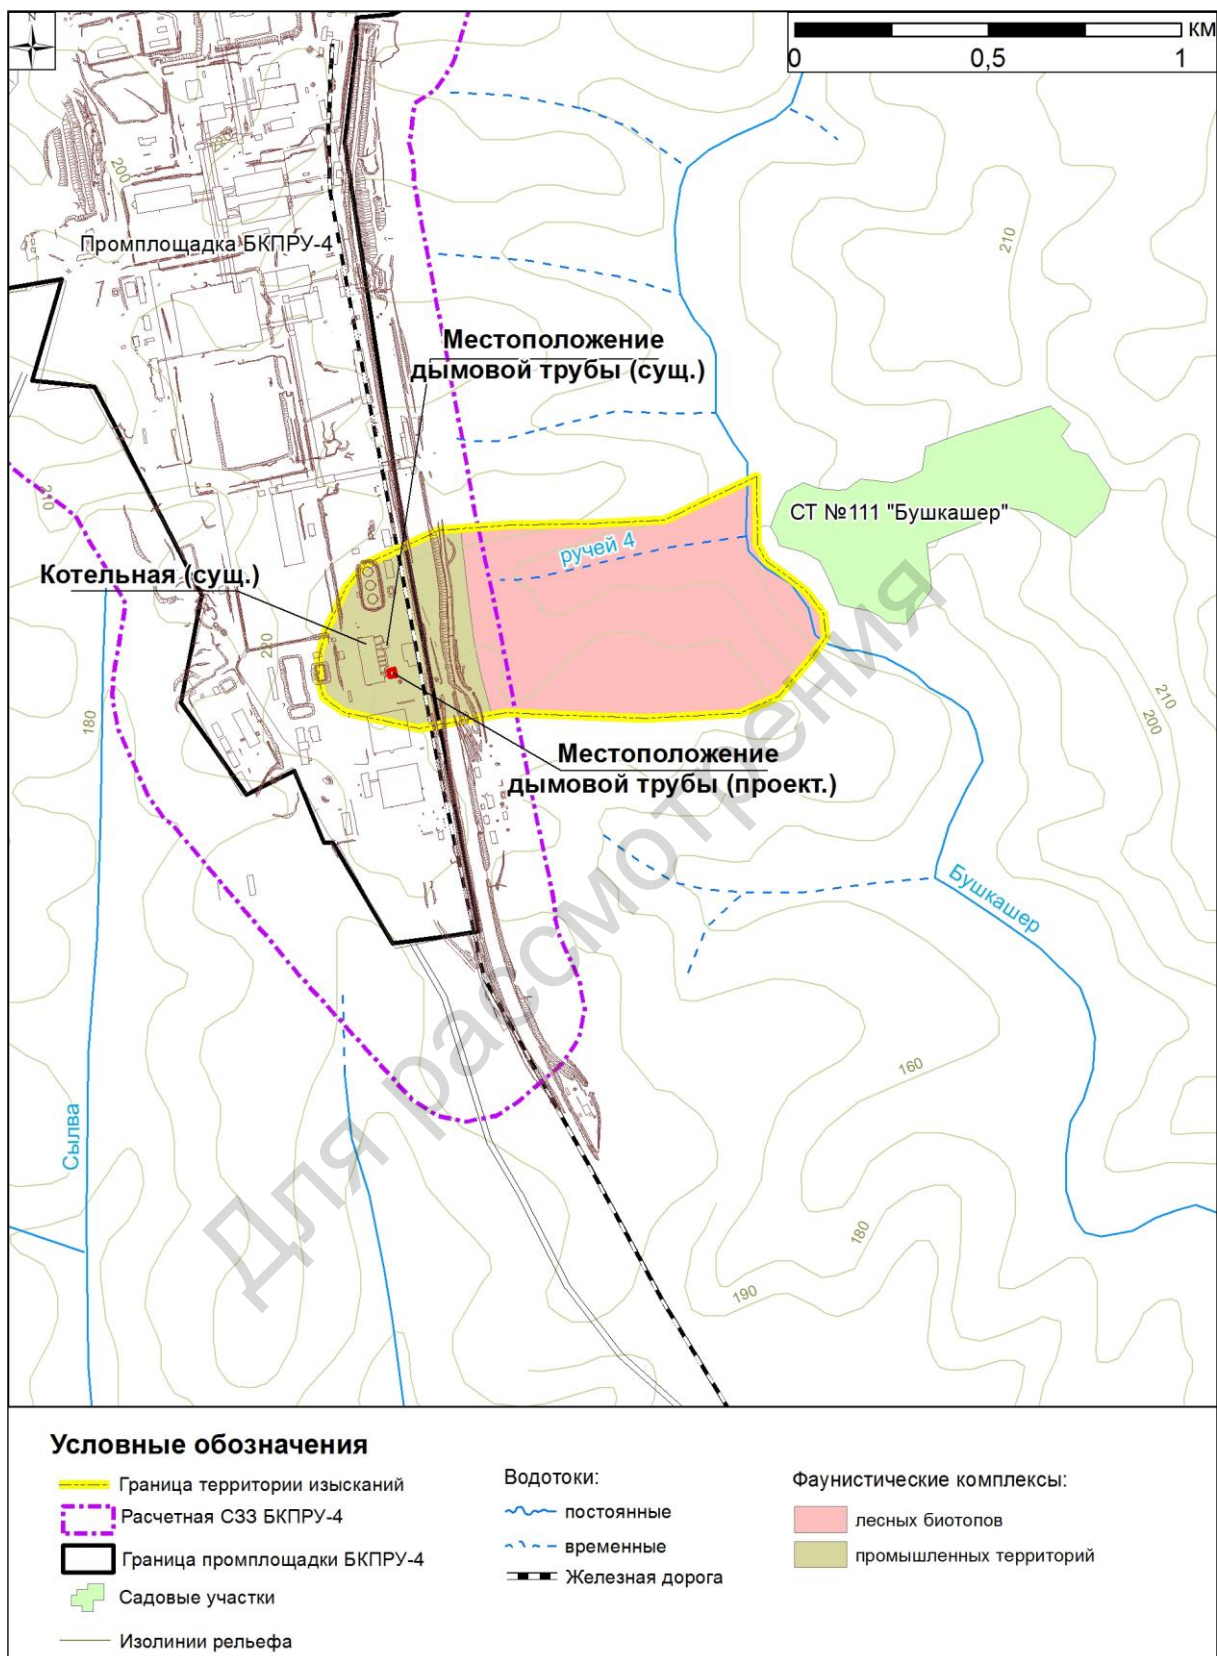 N
км
0
0,5
1
220
200
210
Промплощадка БКПРУ-4
Местоположение
дымовой трубы (сущ.)
210
СТ №111 "Бушкашер"
ручей 4
Котельная (сущ.)
220
180
210
200
Местоположение
дымовой трубы (проект.)
Бушкашер
160
Сылва
180
190
Для рассмотрения
Условные обозначения
Граница территории изысканий
Расчетная СЗЗ БКПРУ-4
Граница промплощадки БКПРУ-4
Садовые участки
Изолинии рельефа
Водотоки:
постоянные
временные
Железная дорога
Фаунистические комплексы:
лесных биотопов
промышленных территорий